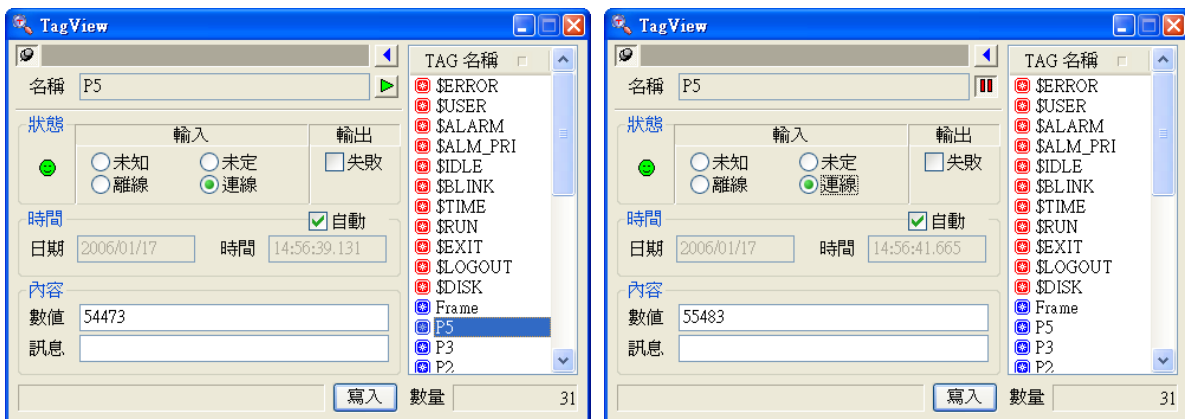 TagView
TAG 名稱
名稱 P5
狀態
輸入 輸出
未知 未定 失敗
離線 連線
時間 自動
日期 2006/01/17 時間 14:56:39.131
內容
數值 54473
訊息
$ERROR
$USER
$ALARM
$ALM_PRI
$IDLE
$BLINK
$TIME
$RUN
$EXIT
$LOGOUT
$DISK
Frame
P5
P3
P2
寫入 數量 31
TagView
TAG 名稱
名稱 P5
狀態
輸入 輸出
未知 未定 失敗
離線 連線
時間 自動
日期 2006/01/17 時間 14:56:41.665
內容
數值 55483
訊息
$ERROR
$USER
$ALARM
$ALM_PRI
$IDLE
$BLINK
$TIME
$RUN
$EXIT
$LOGOUT
$DISK
Frame
P5
P3
P2
寫入 數量 31